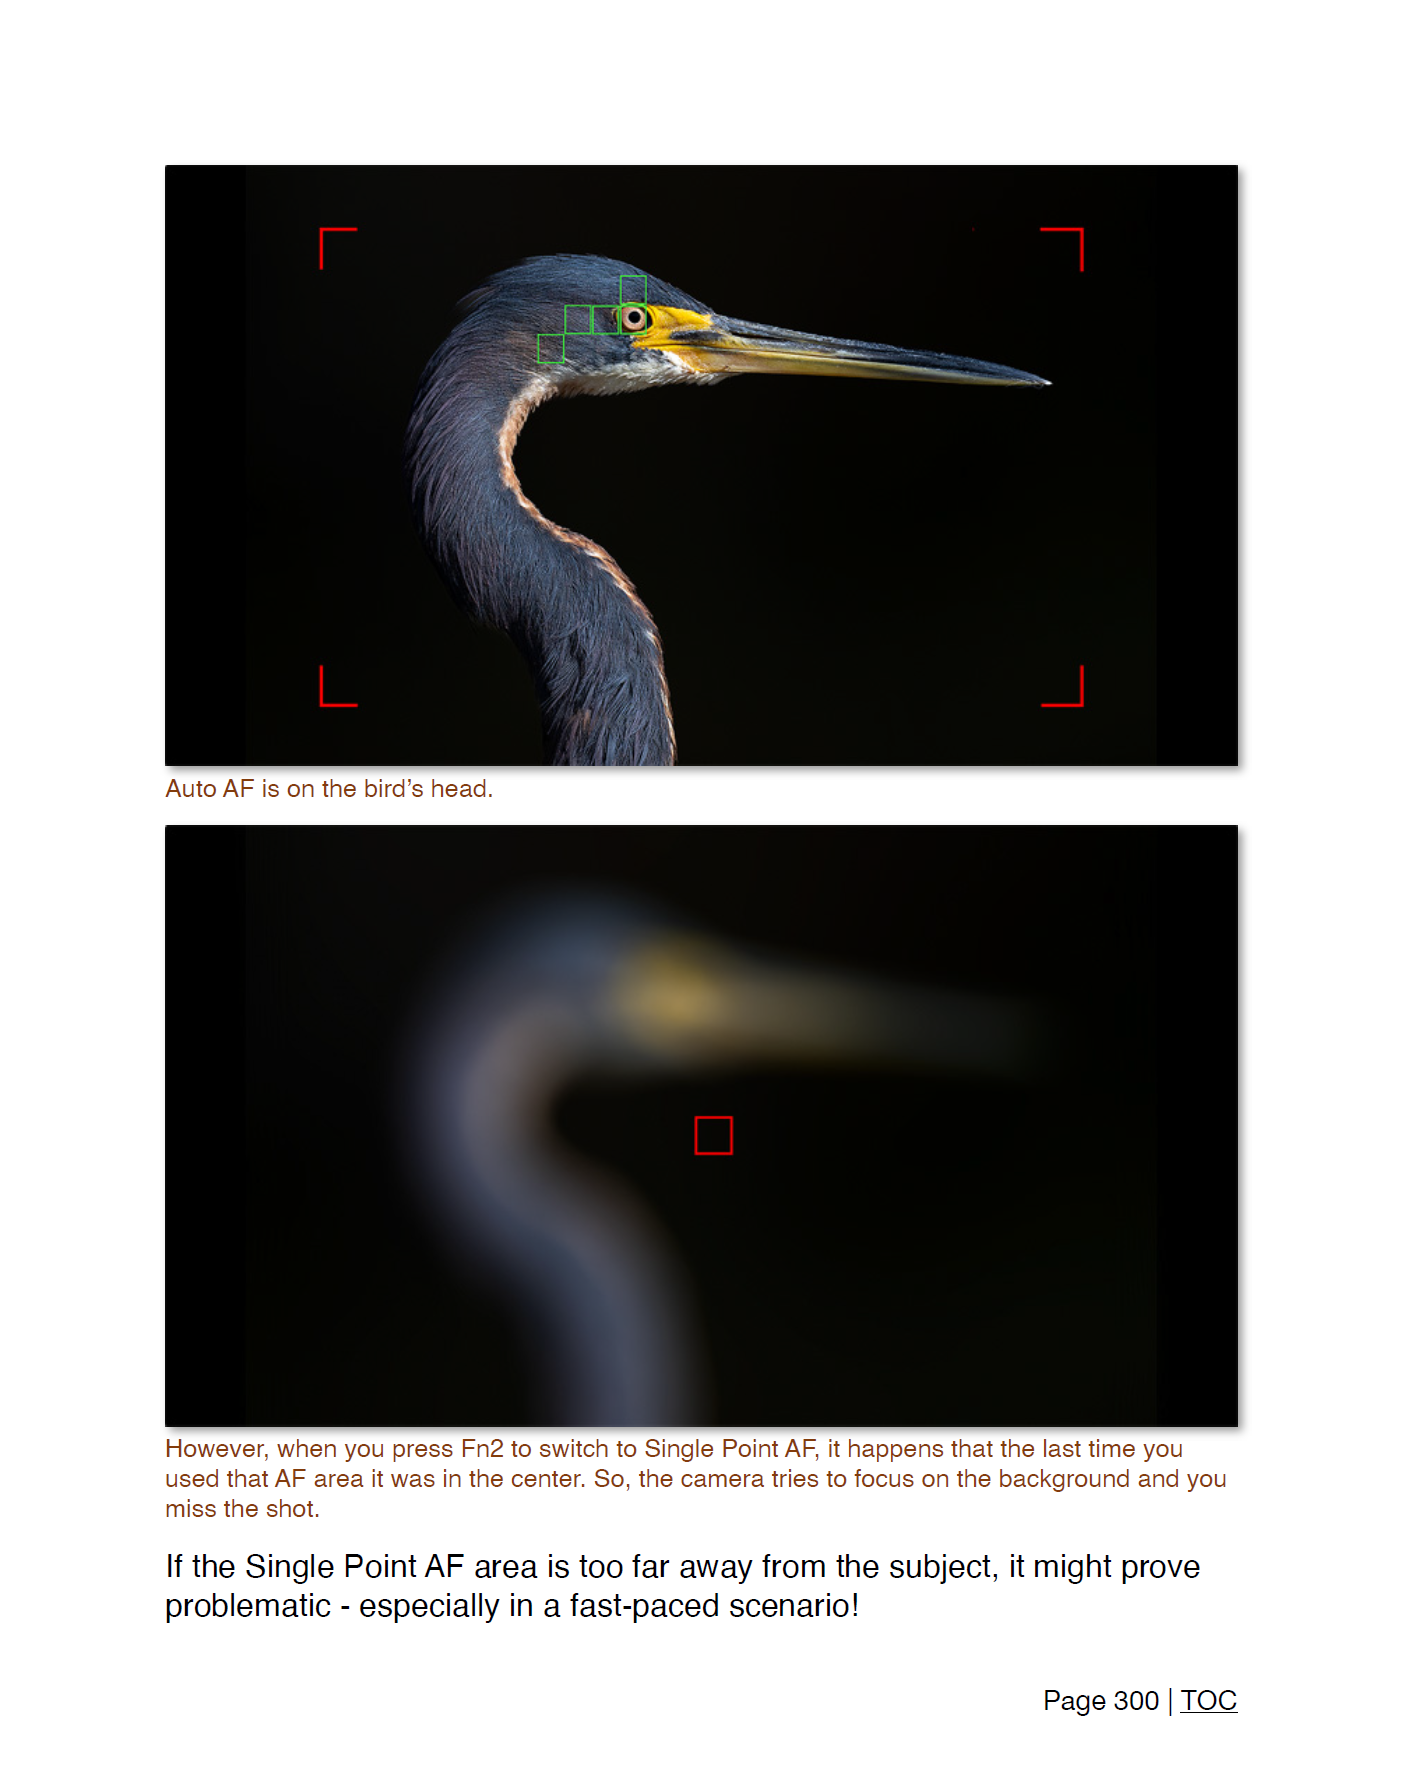 Auto AF is on the bird’s head.
However, when you press Fn2 to switch to Single Point AF, it happens that the last time you
used that AF area it was in the center. So, the camera tries to focus on the background and you
miss the shot.
If the Single Point AF area is too far away from the subject, it might prove
problematic - especially in a fast-paced scenario!
Page 300 | TOC